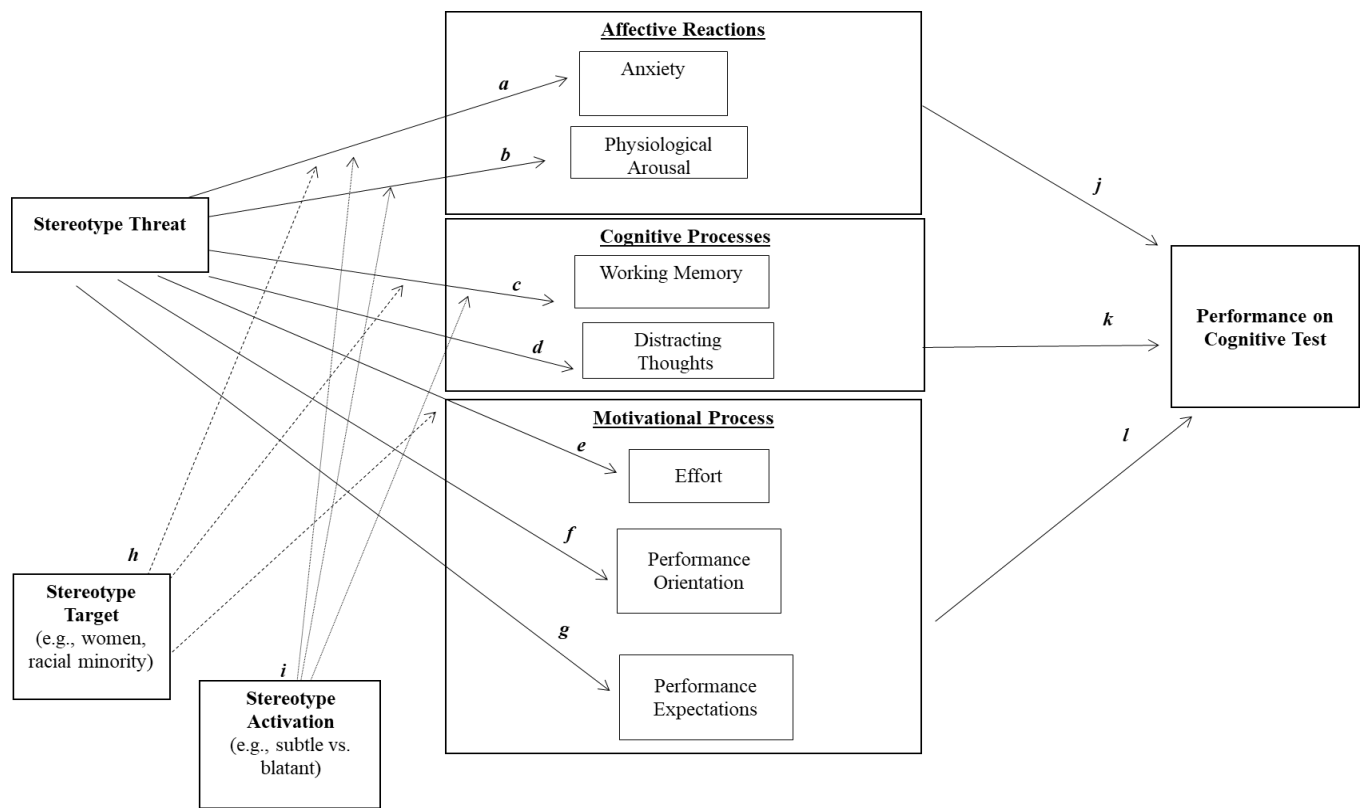 Affective Reactions
Anxiety
a
Physiological
Arousal
b
j
Stereotype Threat
Cognitive Processes
Working Memory
c
Distracting
Thoughts
d
k
Performance on
Cognitive Test
Motivational Process
e
Effort
l
f
Performance
Orientation
g
Performance
Expectations
h
Stereotype
Target
(e.g., women,
racial minority)
i
Stereotype
Activation
(e.g., subtle vs.
blatant)